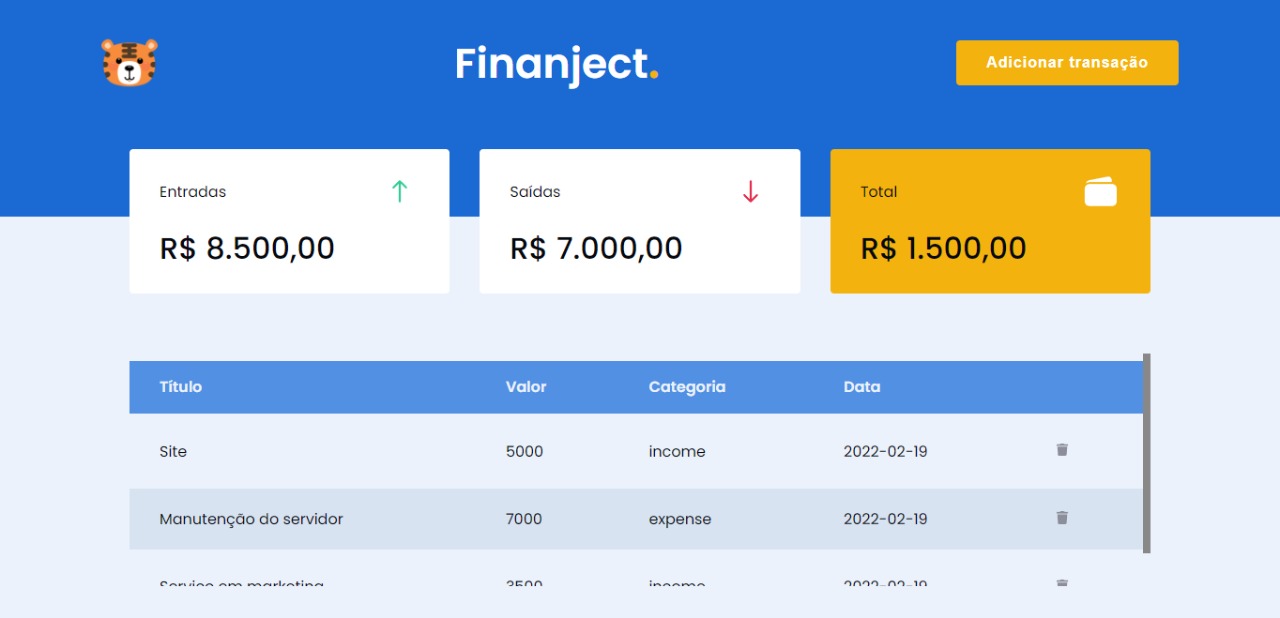 Finanject.
Adicionar transação
Entradas
Saídas
Total
R$ 8.500,00
R$ 7.000,00
R$ 1.500,00
Título Valor Categoria Data
Site 5000 income 2022-02-19
Manutenção do servidor 7000 expense 2022-02-19
Serviço em marketing 3500 income 2022-02-19